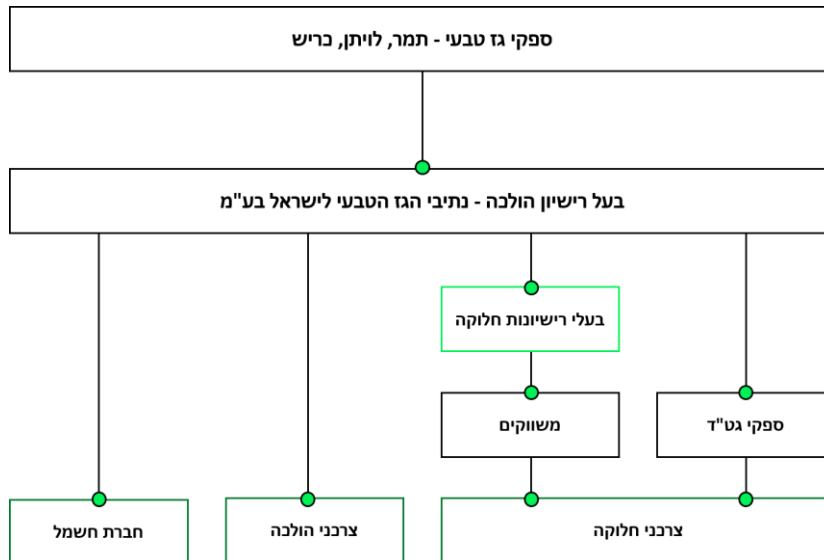 ספקי גז טבעי - תמר, לויתן, כריש
בעל רישיון הולכה - נתיבי הגז הטבעי לישראל בע"מ
בעלי רישיונות חלוקה
משווקים
ספקי גט"ד
חברת חשמל
צרכני הולכה
צרכני חלוקה